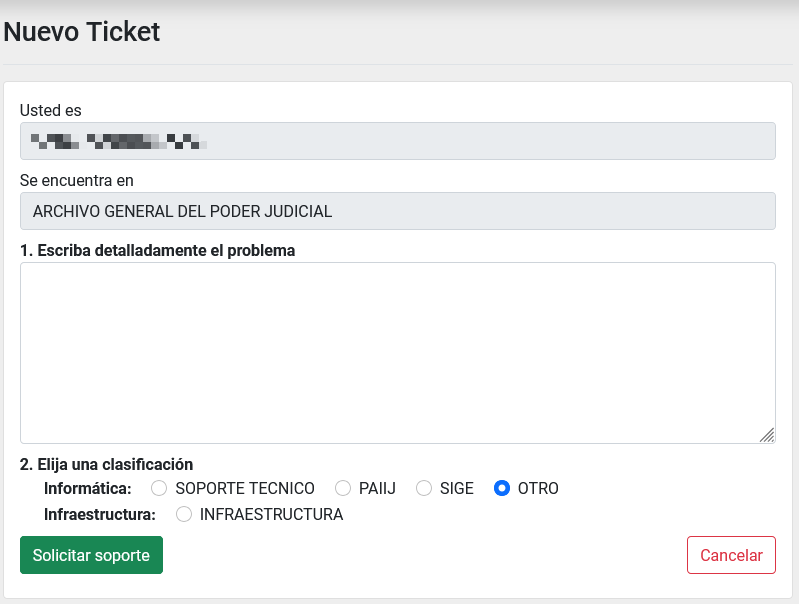 Nuevo Ticket
Usted es
Se encuentra en
ARCHIVO GENERAL DEL PODER JUDICIAL
1. Escriba detalladamente el problema
2. Elija una clasificación
Informática: SOPORTE TECNICO PAIIJ SIGE OTRO
Infraestructura: INFRAESTRUCTURA
Solicitar soporte Cancelar